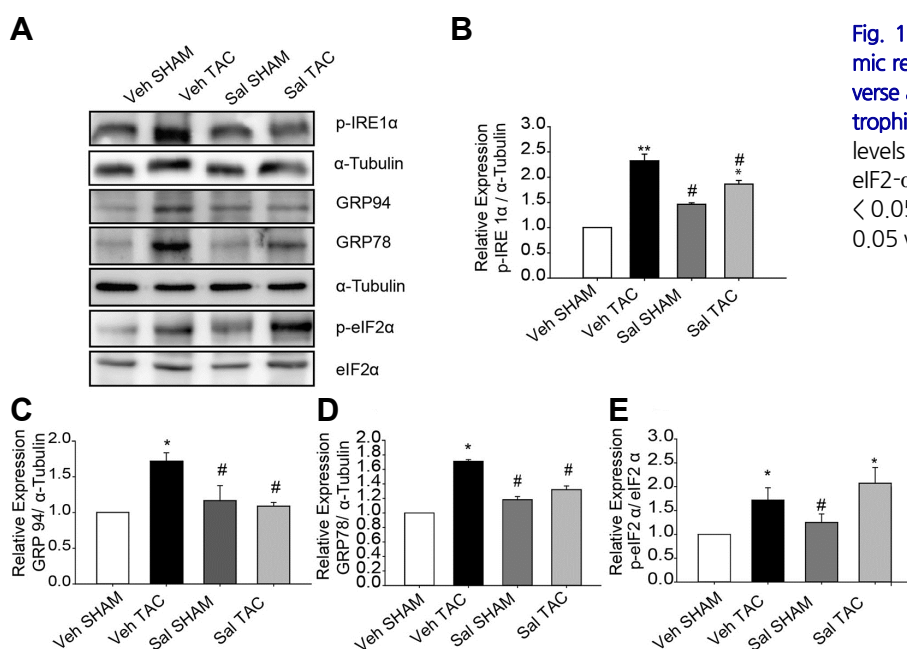 A
Veh SHAM
Veh TAC
Sal SHAM
Sal TAC
p-IRE1α
α-Tubulin
GRP94
GRP78
α-Tubulin
p-eIF2α
eIF2α
B
Relative Expression
p-IRE 1α / α-Tubulin
3.0
2.5
2.0
1.5
1.0
0.5
0.0
**
#
#
*
Veh SHAM
Veh TAC
Sal SHAM
Sal TAC
Fig. 1
mic re
verse
trophi
levels
eIF2-α
< 0.05
0.05 v
C
Relative Expression
GRP 94/ α-Tubulin
2.0
1.5
1.0
0.5
0.0
*
#
#
Veh SHAM
Veh TAC
Sal SHAM
Sal TAC
D
Relative Expression
GRP78/ α-Tubulin
2.0
1.8
1.6
1.4
1.2
1.0
0.8
0.6
0.4
0.2
0.0
*
#
#
Veh SHAM
Veh TAC
Sal SHAM
Sal TAC
E
Relative Expression
p-eIF2 α/ eIF2 α
3.0
2.5
2.0
1.5
1.0
0.5
0.0
*
#
*
Veh SHAM
Veh TAC
Sal SHAM
Sal TAC